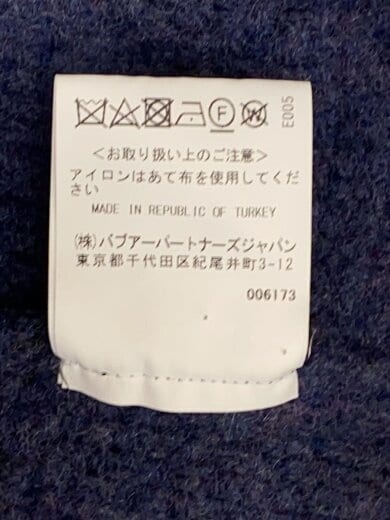 F W E005
<お取り扱い上のご注意>
アイロンはあて布を使用してくだ
さい
MADE IN REPUBLIC OF TURKEY
(株)バブアーパートナーズジャパン
東京都千代田区紀尾井町3-12
006173